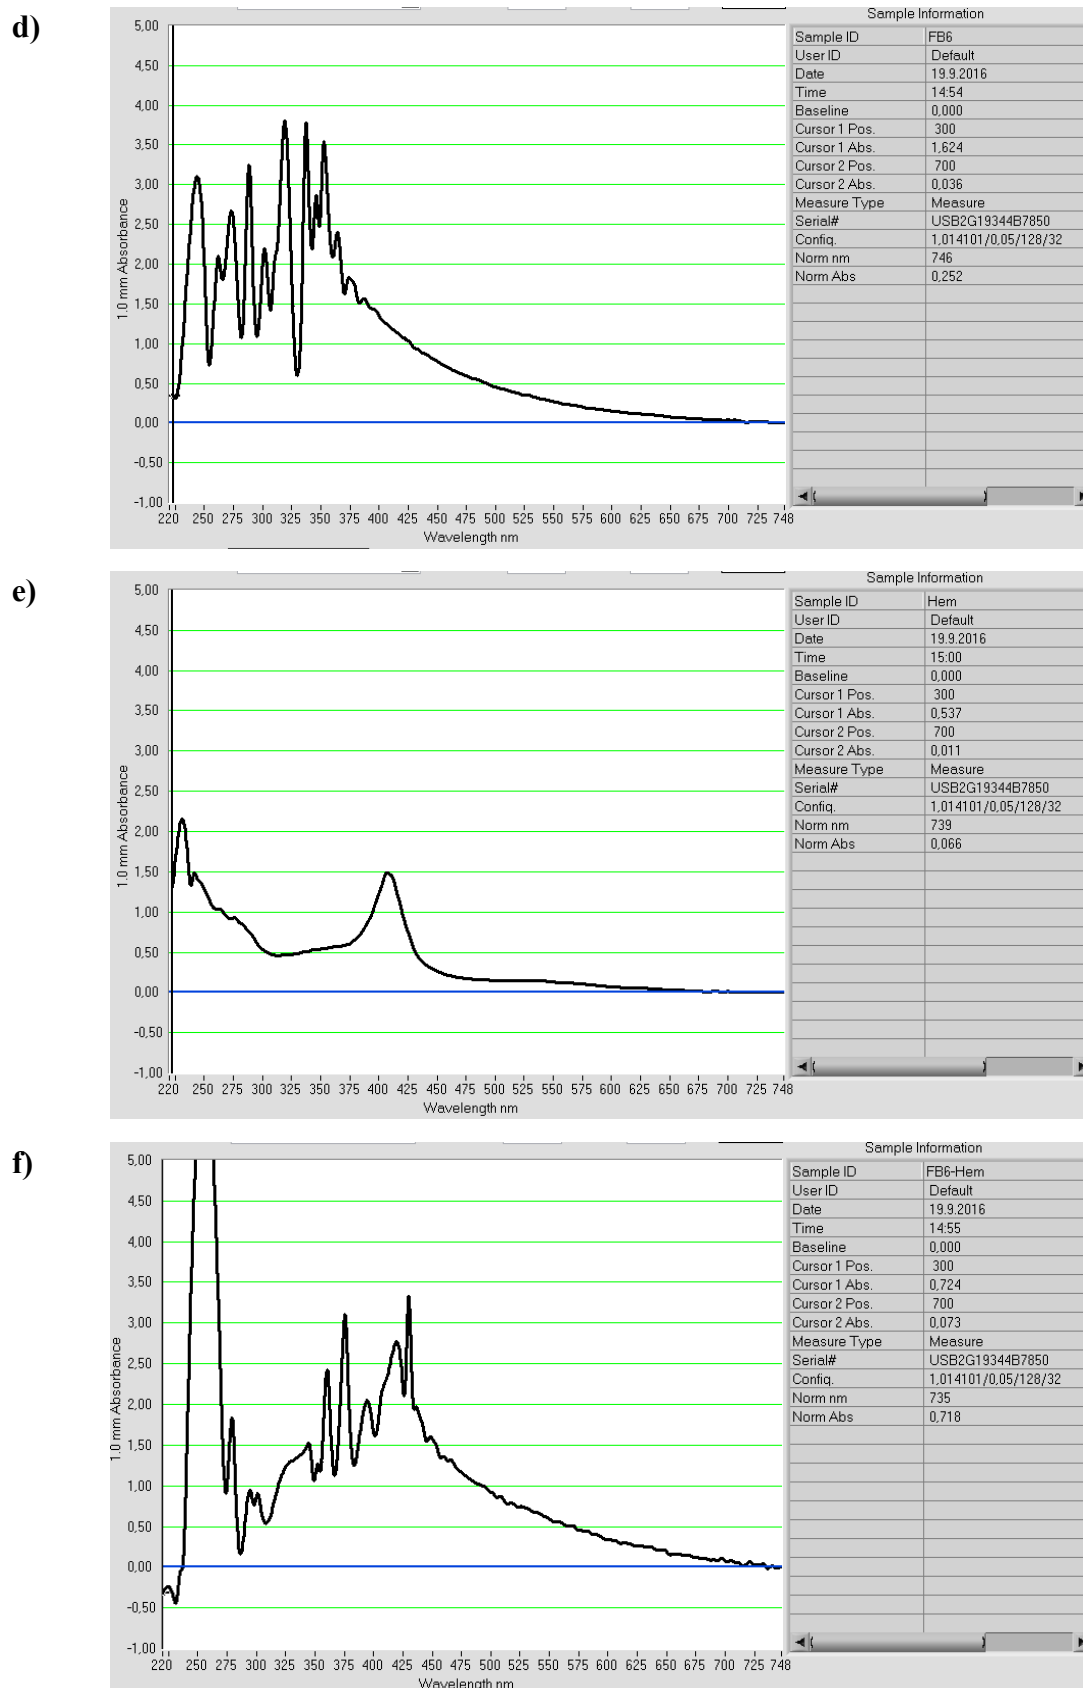 d)
Sample Information
Sample ID FB6
User ID Default
Date 19.9.2016
Time 14:54
Baseline 0,000
Cursor 1 Pos. 300
Cursor 1 Abs. 1,624
Cursor 2 Pos. 700
Cursor 2 Abs. 0,036
Measure Type Measure
Serial# USB2G19344B7850
Config. 1,014101/0,05/128/32
Norm nm 746
Norm Abs 0,252
1.0 mm Absorbance
5,00
4,50
4,00
3,50
3,00
2,50
2,00
1,50
1,00
0,50
0,00
-0,50
-1,00
220 250 275 300 325 350 375 400 425 450 475 500 525 550 575 600 625 650 675 700 725 748
Wavelength nm
e)
Sample Information
Sample ID Hem
User ID Default
Date 19.9.2016
Time 15:00
Baseline 0,000
Cursor 1 Pos. 300
Cursor 1 Abs. 0,537
Cursor 2 Pos. 700
Cursor 2 Abs. 0,011
Measure Type Measure
Serial# USB2G19344B7850
Config. 1,014101/0,05/128/32
Norm nm 739
Norm Abs 0,066
1.0 mm Absorbance
5,00
4,50
4,00
3,50
3,00
2,50
2,00
1,50
1,00
0,50
0,00
-0,50
-1,00
220 250 275 300 325 350 375 400 425 450 475 500 525 550 575 600 625 650 675 700 725 748
Wavelength nm
f)
Sample Information
Sample ID FB6-Hem
User ID Default
Date 19.9.2016
Time 14:55
Baseline 0,000
Cursor 1 Pos. 300
Cursor 1 Abs. 0,724
Cursor 2 Pos. 700
Cursor 2 Abs. 0,073
Measure Type Measure
Serial# USB2G19344B7850
Config. 1,014101/0,05/128/32
Norm nm 735
Norm Abs 0,718
1.0 mm Absorbance
5,00
4,50
4,00
3,50
3,00
2,50
2,00
1,50
1,00
0,50
0,00
-0,50
-1,00
220 250 275 300 325 350 375 400 425 450 475 500 525 550 575 600 625 650 675 700 725 748
Wavelength nm